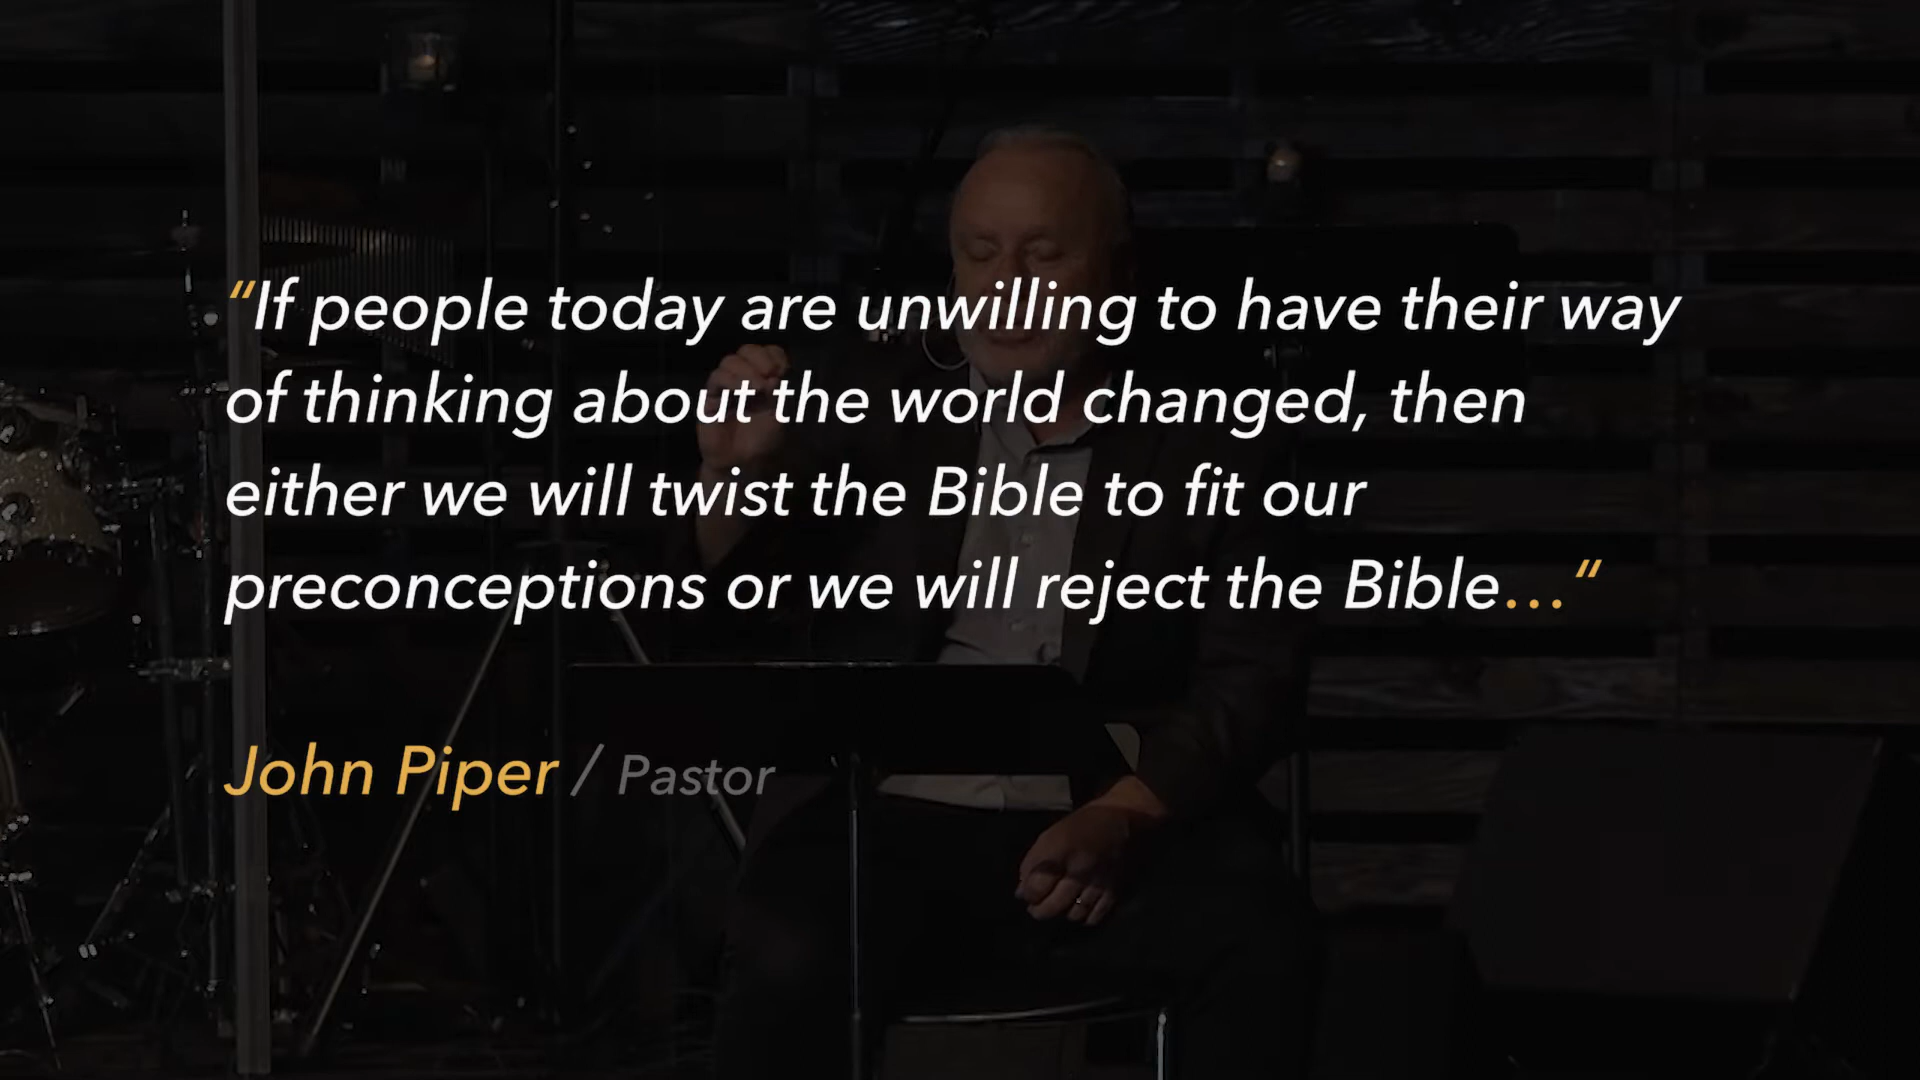 “If people today are unwilling to have their way
of thinking about the world changed, then
either we will twist the Bible to fit our
preconceptions or we will reject the Bible…“
John Piper / Pastor